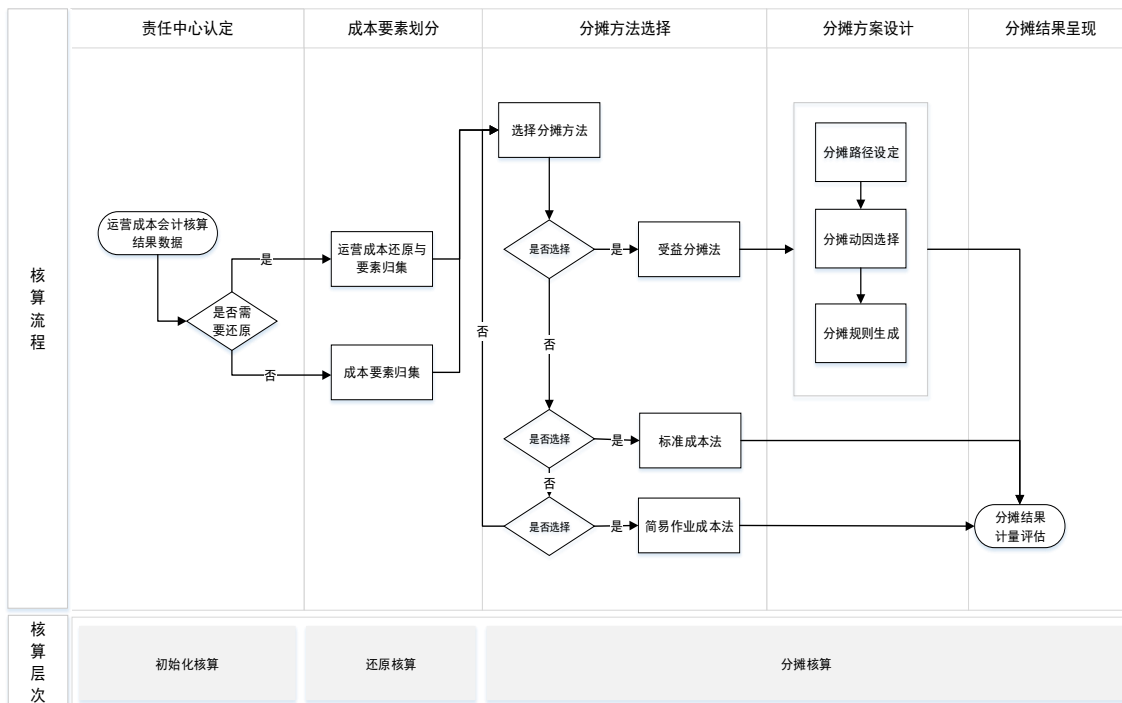 责任中心认定
成本要素划分
分摊方法选择
分摊方案设计
分摊结果呈现
核
算
流
程
运营成本会计核算
结果数据
是否需
要还原
是
否
运营成本还原与
要素归集
成本要素归集
否
选择分摊方法
是否选择
是
受益分摊法
否
是否选择
是
标准成本法
否
是否选择
是
简易作业成本法
分摊路径设定
分摊动因选择
分摊规则生成
分摊结果
计量评估
核
算
层
次
初始化核算
还原核算
分摊核算